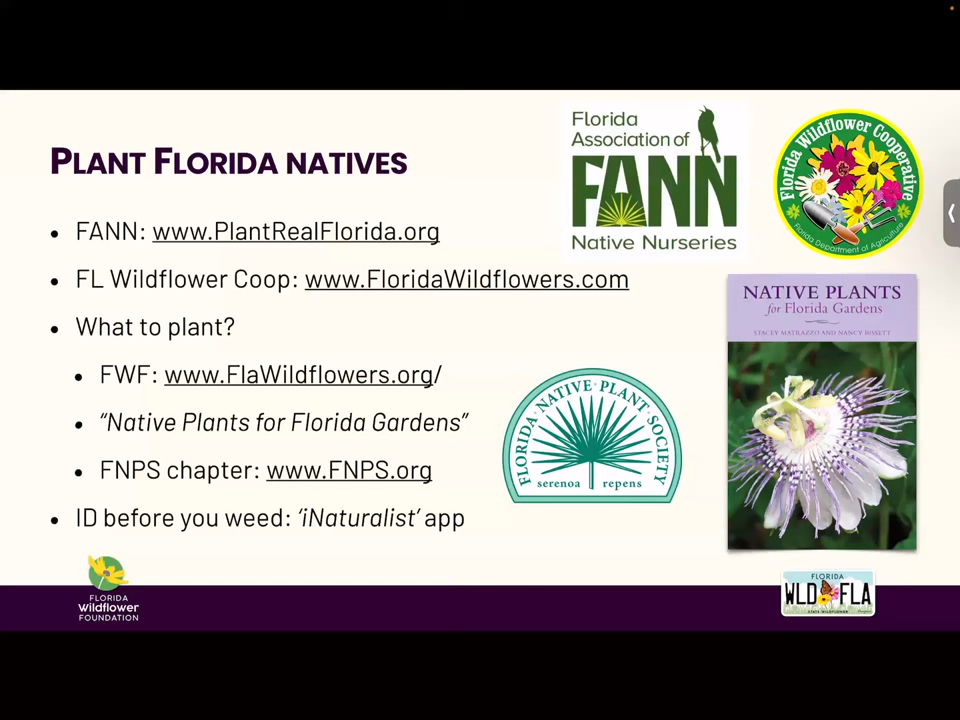 PLANT FLORIDA NATIVES
• FANN: www.PlantRealFlorida.org
• FL Wildflower Coop: www.FloridaWildflowers.com
• What to plant?
• FWF: www.FlaWildflowers.org/
• “Native Plants for Florida Gardens”
• FNPS chapter: www.FNPS.org
• ID before you weed: ‘iNaturalist’ app
Florida
Association of
FANN
Native Nurseries
Florida Wildflower Cooperative
Florida Department of Agriculture
NATIVE PLANTS
for Florida Gardens
STACEY MATRAZZO AND NANCY BISSETT
FLORIDA · NATIVE · PLANT · SOCIETY
serenoa repens
FLORIDA
Wildflower
FOUNDATION
FLORIDA
WLD FLA
STATE WILDFLOWER